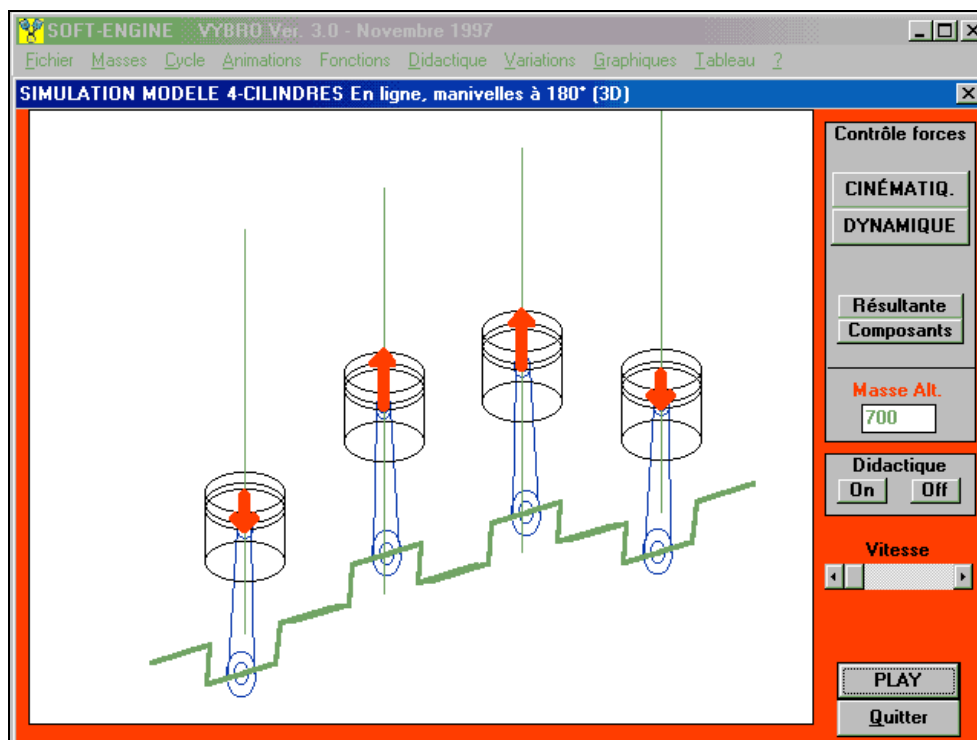 SOFT-ENGINE VYBRO Ver. 3.0 - Novembre 1997
Fichier Masses Cycle Animations Fonctions Didactique Variations Graphiques Tableau ?
SIMULATION MODELE 4-CILINDRES En ligne, manivelles à 180° (3D)
Contrôle forces
CINÉMATIQ.
DYNAMIQUE
Résultante
Composants
Masse Alt.
700
Didactique
On Off
Vitesse
PLAY
Quitter